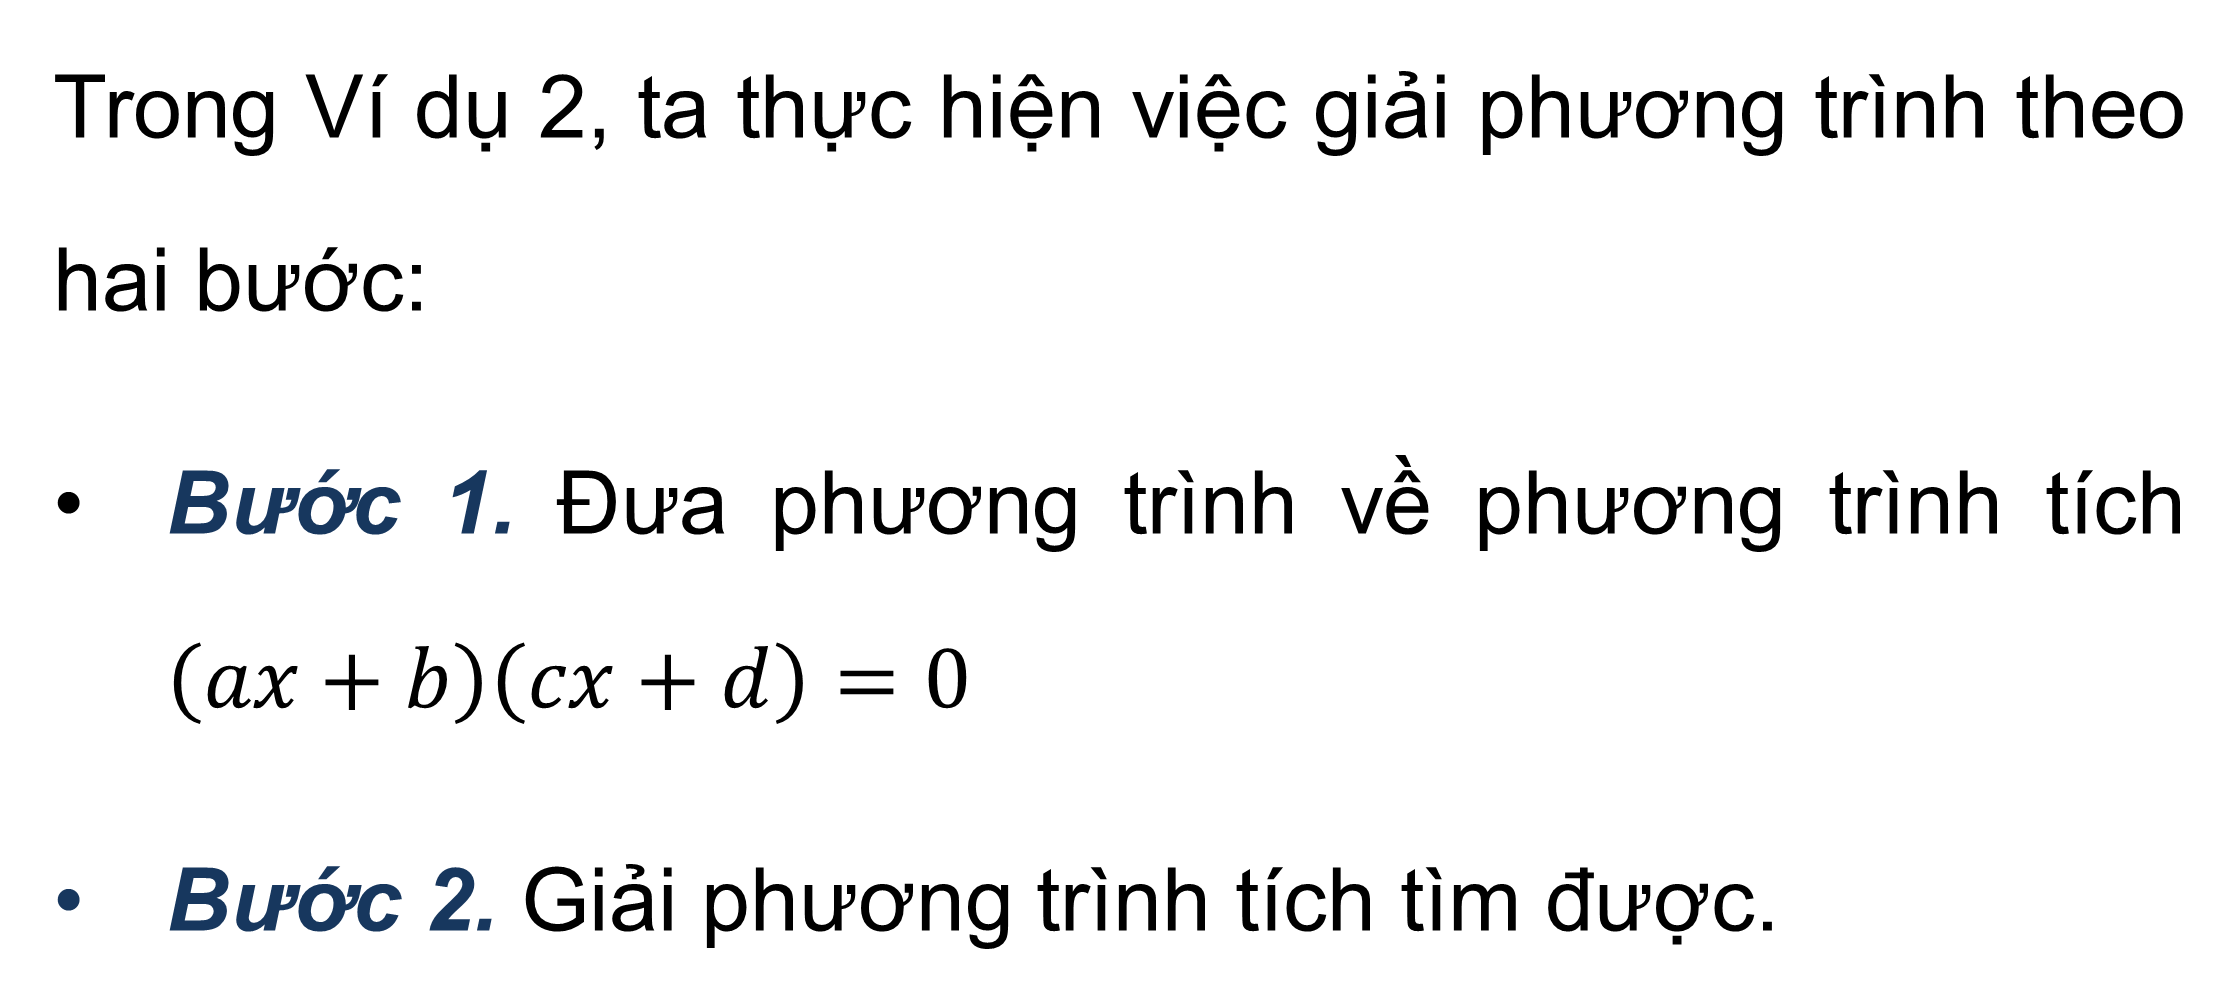 Trong Ví dụ 2, ta thực hiện việc giải phương trình theo
hai bước:
• Bước 1. Đưa phương trình về phương trình tích
(ax + b)(cx + d) = 0
• Bước 2. Giải phương trình tích tìm được.